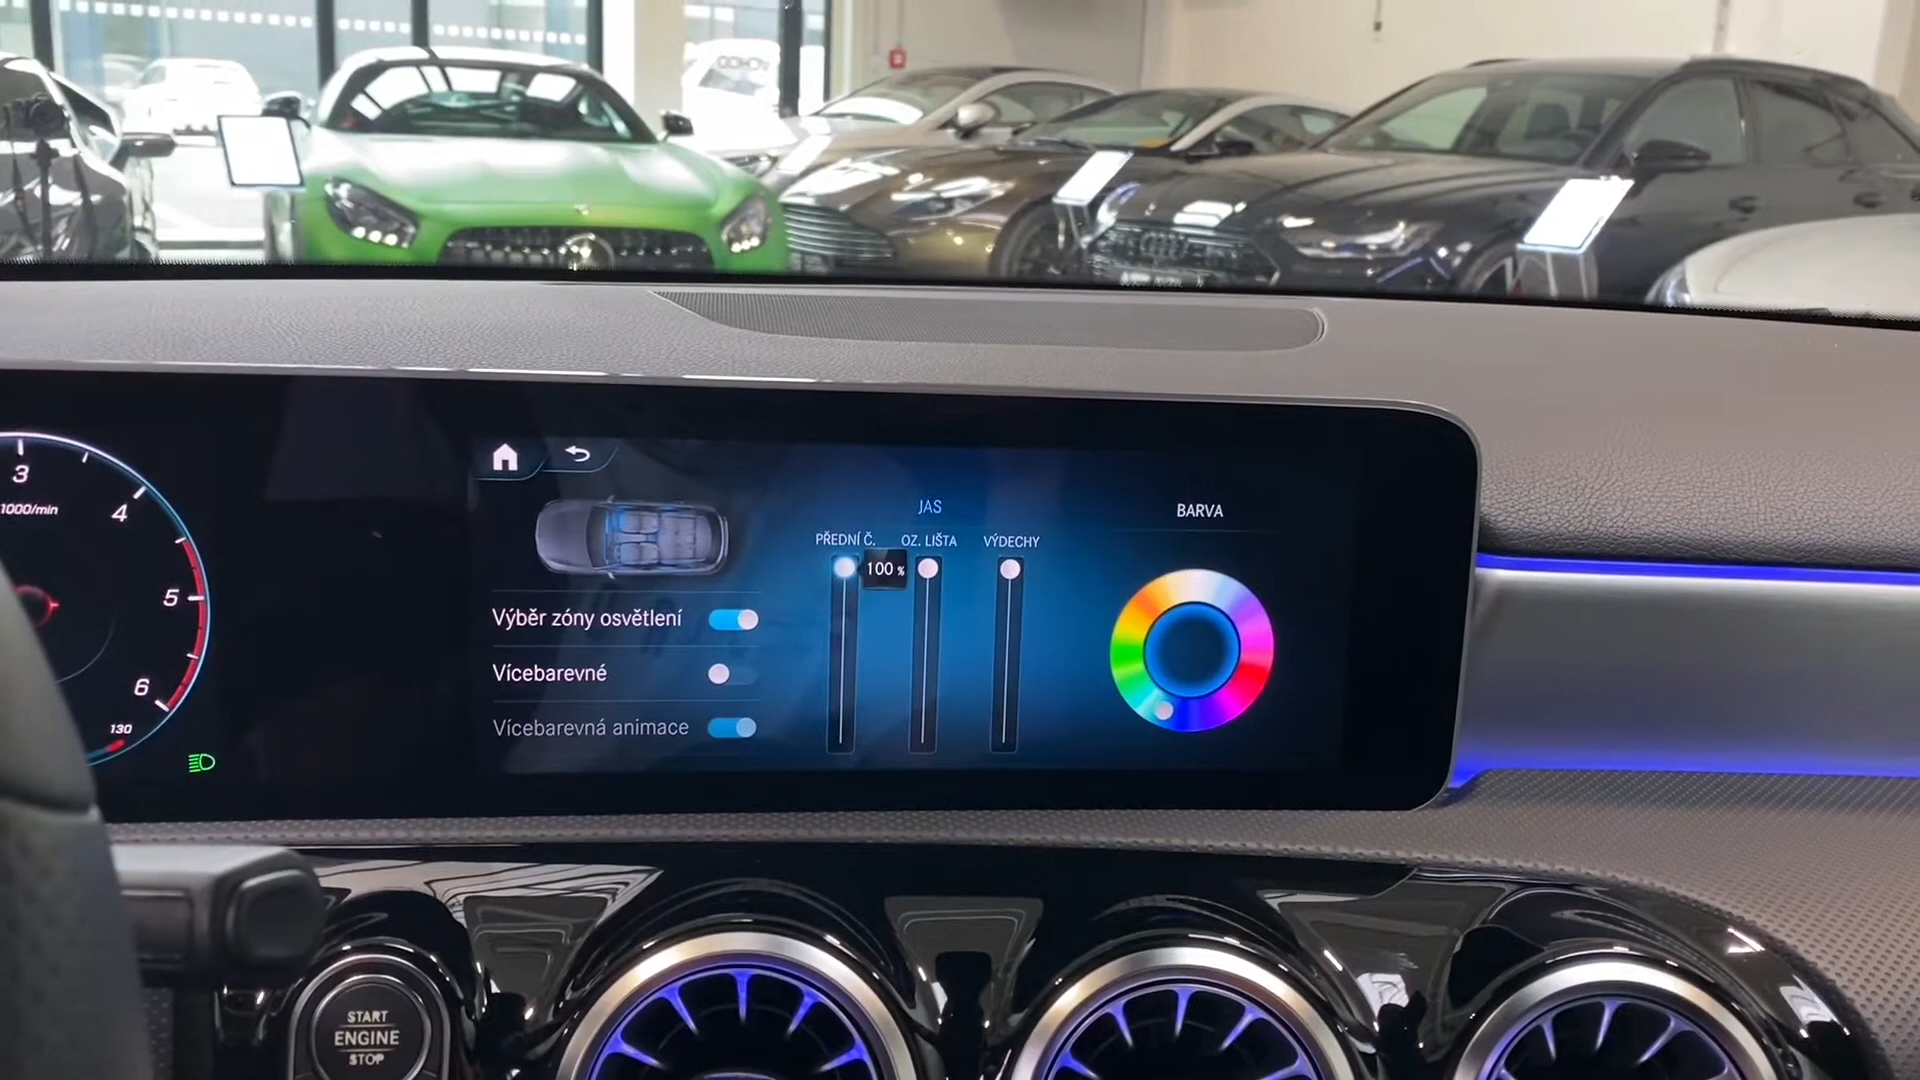 3
1000/min
4
5
6
130
JAS
BARVA
PŘEDNÍ Č.
OZ. LIŠTA
VÝDECHY
100 %
Výběr zóny osvětlení
Vícebarevné
Vícebarevná animace
START
ENGINE
STOP